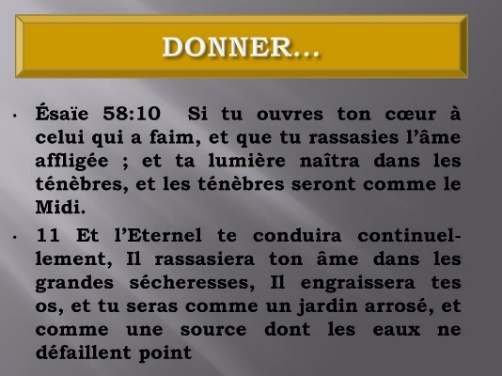 DONNER...
• Ésaïe 58:10 Si tu ouvres ton cœur à
celui qui a faim, et que tu rassasies l'âme
affligée ; et ta lumière naîtra dans les
ténèbres, et les ténèbres seront comme le
Midi.
• 11 Et l'Eternel te conduira continuel-
lement, Il rassasiera ton âme dans les
grandes sécheresses, Il engraissera tes
os, et tu seras comme un jardin arrosé, et
comme une source dont les eaux ne
défaillent point